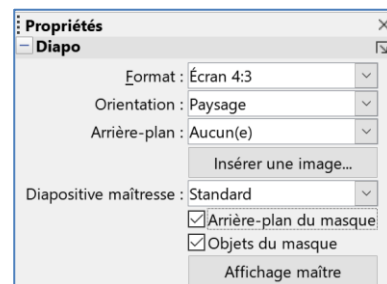 Propriétés
Diapo
Format : Écran 4:3
Orientation : Paysage
Arrière-plan : Aucun(e)
Insérer une image...
Diapositive maîtresse : Standard
Arrière-plan du masque
Objets du masque
Affichage maître